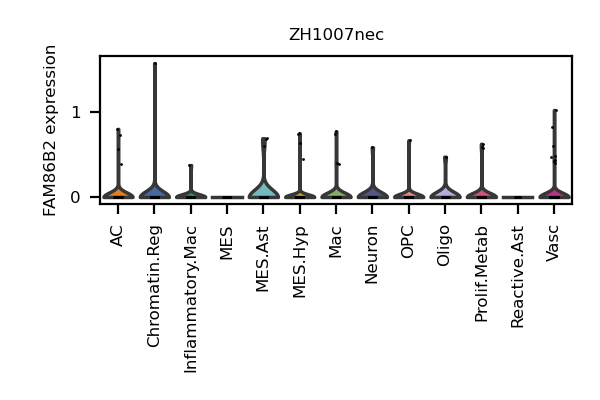 ZH1007nec
FAM86B2 expression
1
0
AC
Chromatin.Reg
Inflammatory.Mac
MES
MES.Ast
MES.Hyp
Mac
Neuron
OPC
Oligo
Prolif.Metab
Reactive.Ast
Vasc